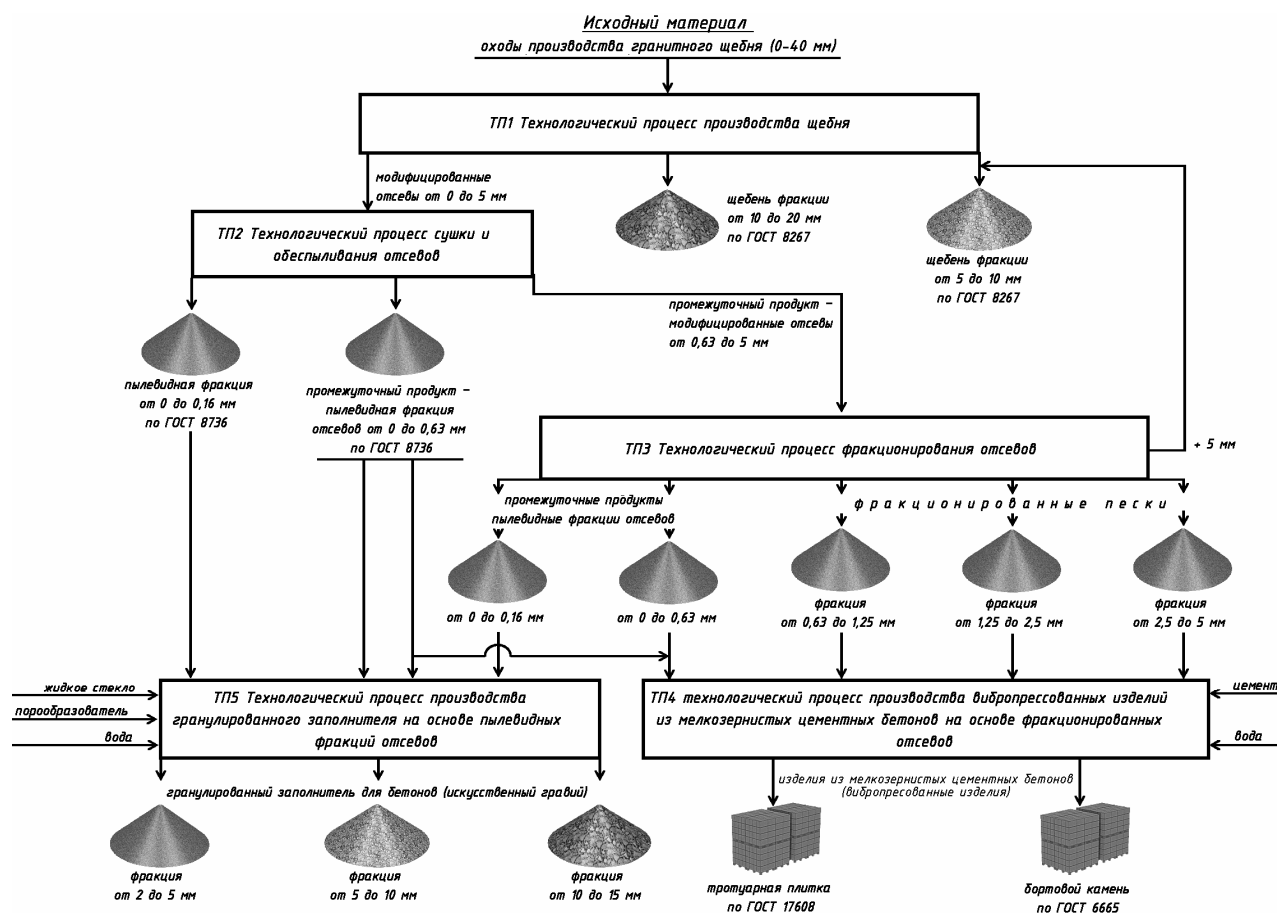 Исходный материал
оходы производства гранитного щебня (0-40 мм)
ТП1 Технологический процесс производства щебня
модифицированные
отсевы от 0 до 5 мм
щебень фракции
от 10 до 20 мм
по ГОСТ 8267
щебень фракции
от 5 до 10 мм
по ГОСТ 8267
ТП2 Технологический процесс сушки и
обеспыливания отсевов
промежуточный продукт –
модифицированные отсевы
от 0,63 до 5 мм
пылевидная фракция
от 0 до 0,16 мм
по ГОСТ 8736
промежуточный продукт –
пылевидная фракция
отсевов от 0 до 0,63 мм
по ГОСТ 8736
ТП3 Технологический процесс фракционирования отсевов
+ 5 мм
промежуточные продукты
пылевидные фракции отсевов
фракционированные пески
от 0 до 0,16 мм
от 0 до 0,63 мм
фракция
от 0,63 до 1,25 мм
фракция
от 1,25 до 2,5 мм
фракция
от 2,5 до 5 мм
жидкое стекло
порообразователь
вода
ТП5 Технологический процесс производства
гранулированного заполнителя на основе пылевидных
фракций отсевов
ТП4 технологический процесс производства вибропрессованных изделий
из мелкозернистых цементных бетонов на основе фракционированных
отсевов
цемент
вода
гранулированный заполнитель для бетонов (искусственный гравий)
фракция
от 2 до 5 мм
фракция
от 5 до 10 мм
фракция
от 10 до 15 мм
изделия из мелкозернистых цементных бетонов
(вибропресованные изделия)
тротуарная плитка
по ГОСТ 17608
бортовой камень
по ГОСТ 6665